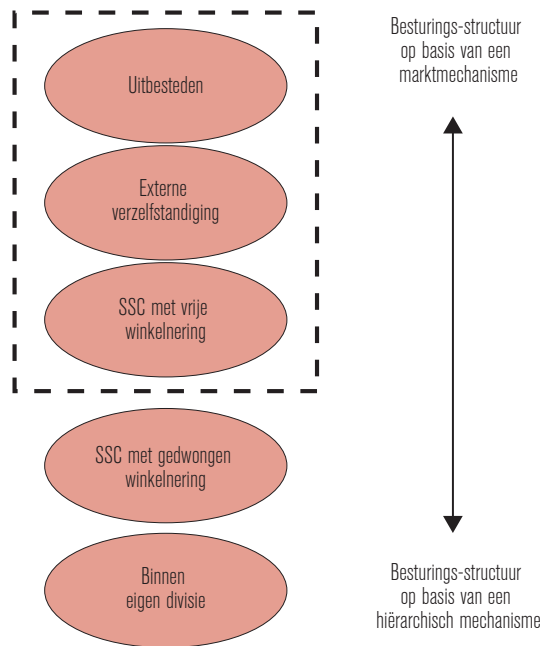 Uitbesteden
Externe
verzelfstandiging
SSC met vrije
winkelnering
SSC met gedwongen
winkelnering
Binnen
eigen divisie
Besturings-structuur
op basis van een
marktmechanisme
Besturings-structuur
op basis van een
hiërarchisch mechanisme